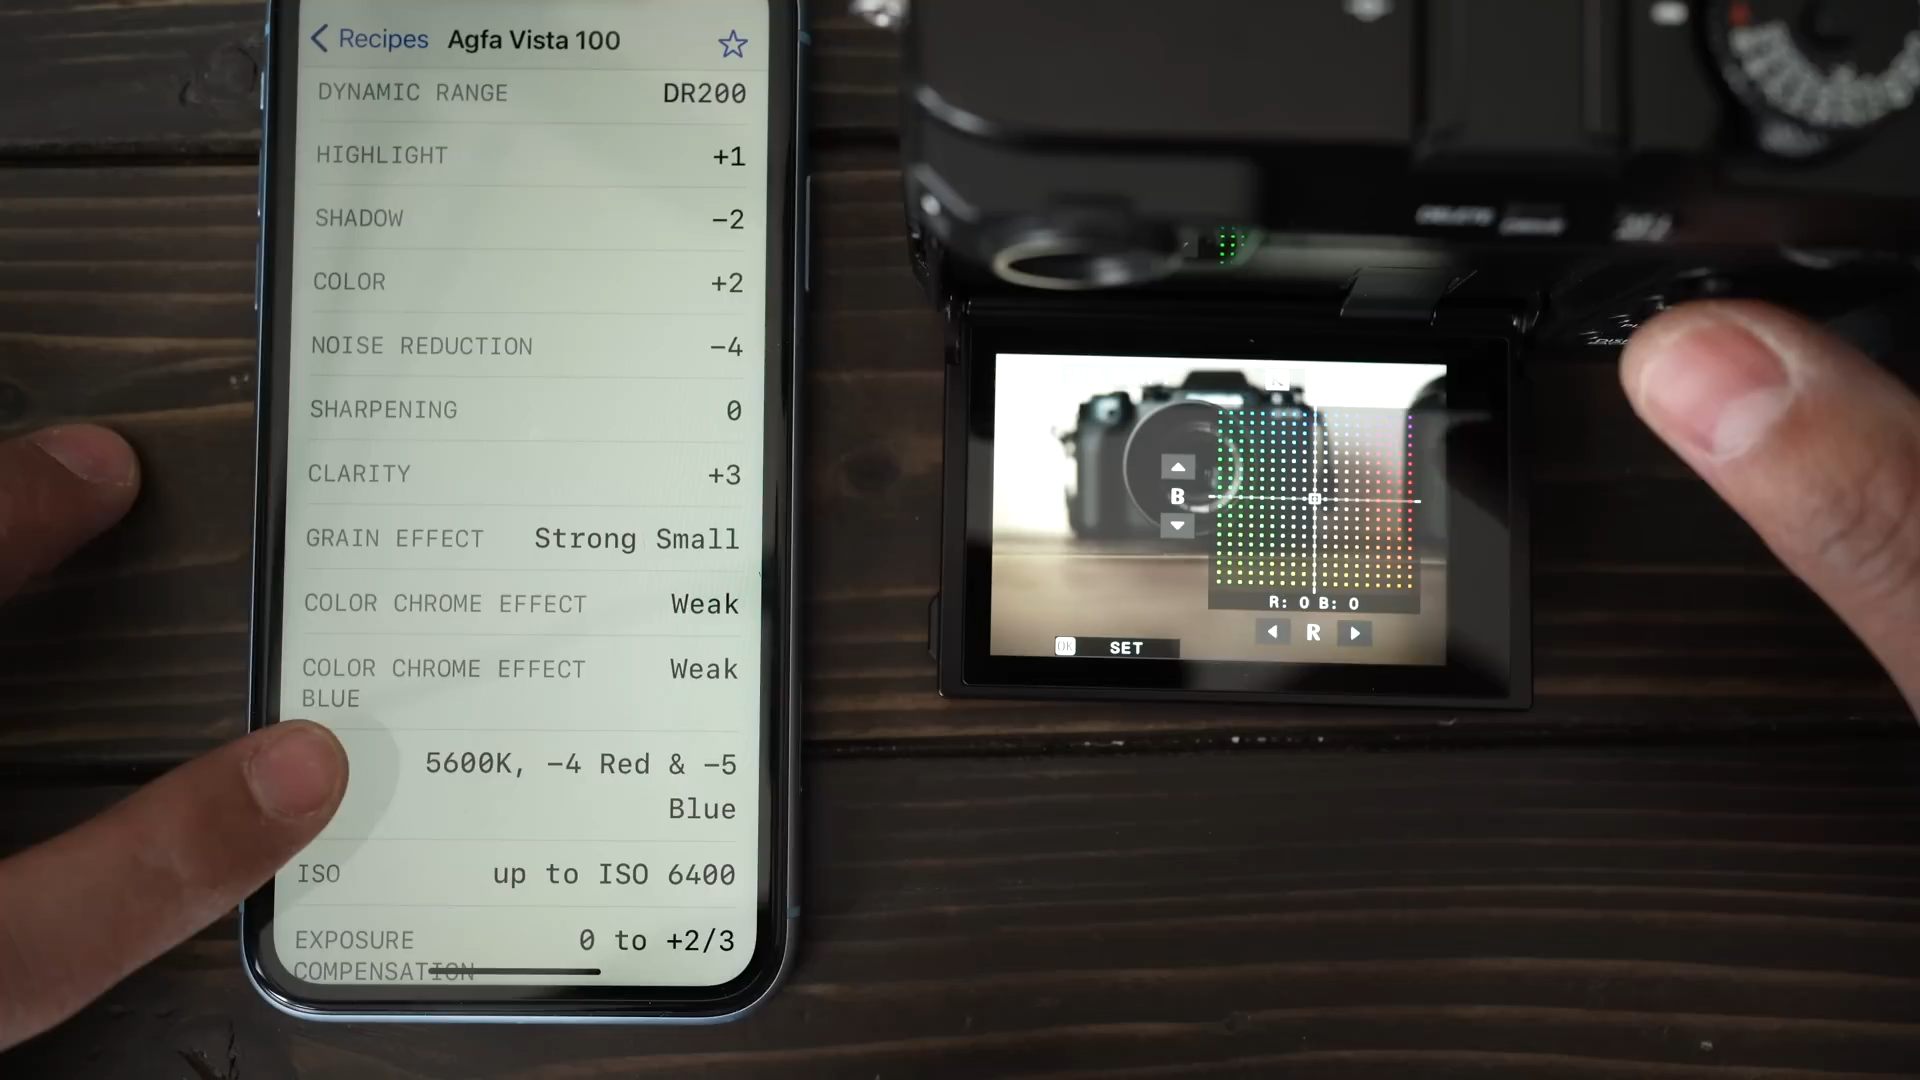 Recipes Agfa Vista 100
DYNAMIC RANGE DR200
HIGHLIGHT +1
SHADOW -2
COLOR +2
NOISE REDUCTION -4
SHARPENING 0
CLARITY +3
GRAIN EFFECT Strong Small
COLOR CHROME EFFECT Weak
COLOR CHROME EFFECT Weak
BLUE
5600K, -4 Red & -5
Blue
ISO up to ISO 6400
EXPOSURE 0 to +2/3
COMPENSATION
DELETE
B
R: 0 B: 0
R
OK SET